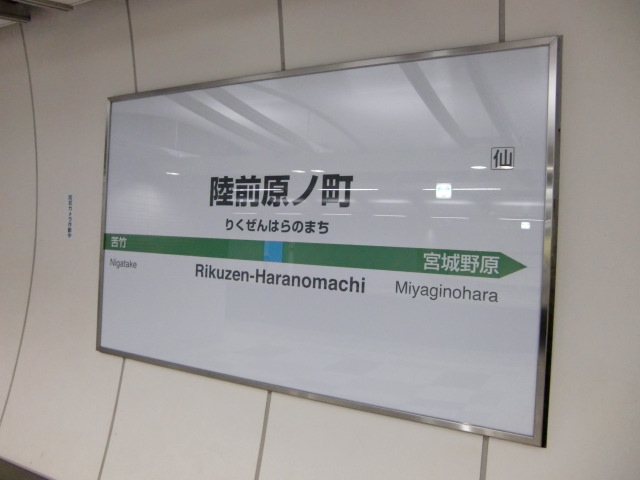 仙
陸前原ノ町
りくぜんはらのまち
苦竹
宮城野原
Nigatake
Rikuzen-Haranomachi
Miyaginohara